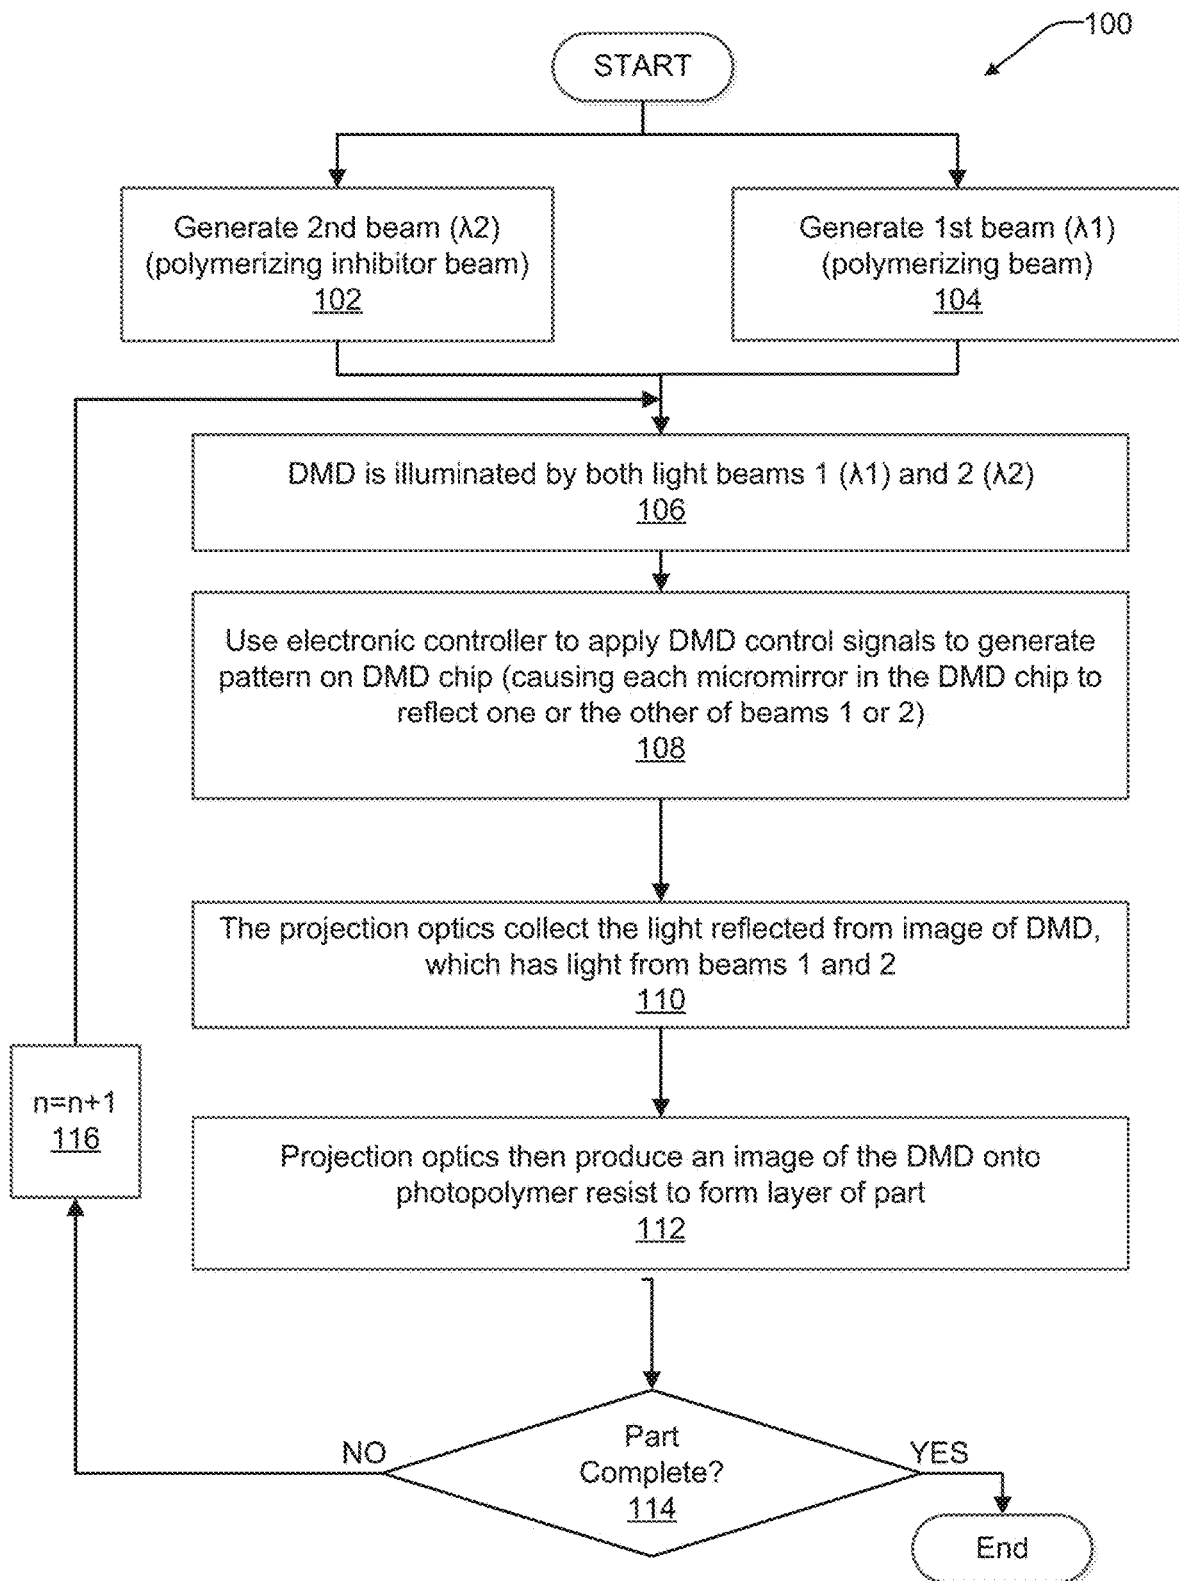 100
START
Generate 2nd beam (λ2)
(polymerizing inhibitor beam)
102
Generate 1st beam (λ1)
(polymerizing beam)
104
DMD is illuminated by both light beams 1 (λ1) and 2 (λ2)
106
Use electronic controller to apply DMD control signals to generate
pattern on DMD chip (causing each micromirror in the DMD chip to
reflect one or the other of beams 1 or 2)
108
The projection optics collect the light reflected from image of DMD,
which has light from beams 1 and 2
110
n=n+1
116
Projection optics then produce an image of the DMD onto
photopolymer resist to form layer of part
112
NO
Part
Complete?
114
YES
End